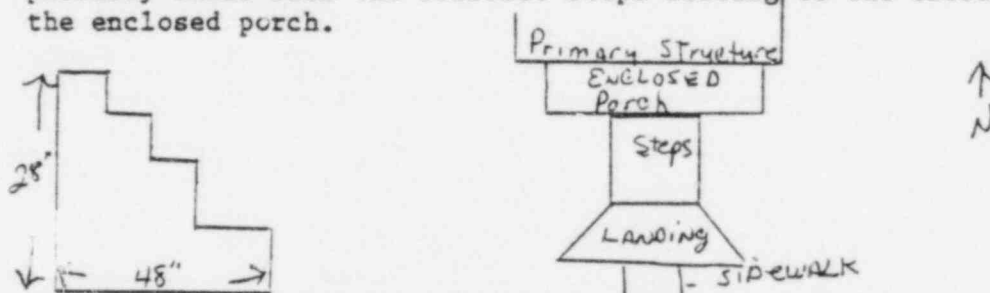 the enclosed porch.
Primary Structure
ENCLOSED
Porch
Steps
LANDING
SIDEWALK
28"
48"
N